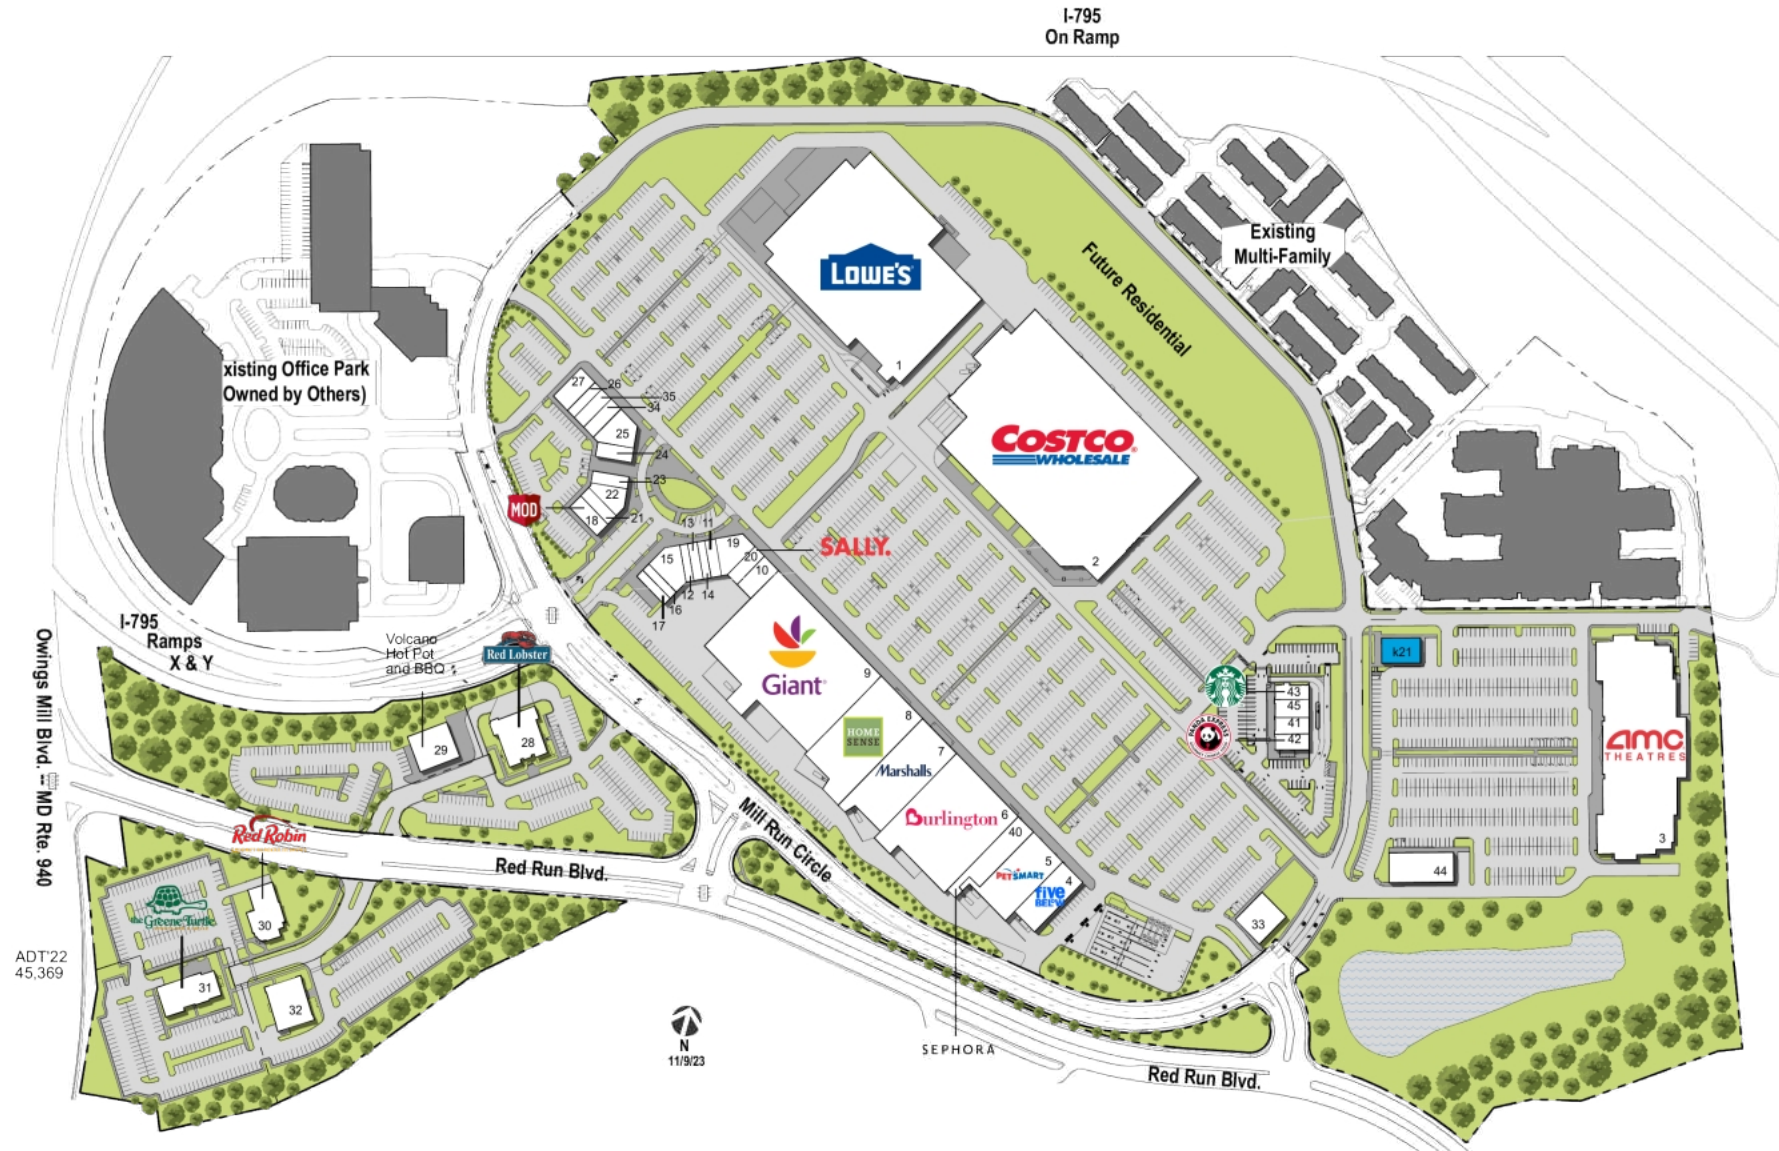 I-795
On Ramp
Existing
Multi-Family
Future Residential
LOWE'S
1
COSTCO
WHOLESALE
2
xisting Office Park
Owned by Others)
27
26
35
34
25
24
23
22
21
18
MOD
13
11
19
20
10
15
12
14
16
17
SALLY.
I-795
Ramps
X & Y
Volcano
Hot Pot
and BBQ
Red Lobster
29
28
Giant
9
HOME
SENSE
8
Marshalls
7
Burlington
6
40
PETSMART
5
five
BELOW
4
SEPHORA
43
45
41
42
PANDA EXPRESS
k21
amc
THEATRES
3
44
33
Owings Mill Blvd. -- MD Rte. 940
Mill Run Circle
Red Run Blvd.
Red Robin
the Greene Turtle
30
31
32
ADT'22
45,369
N
11/9/23
Red Run Blvd.